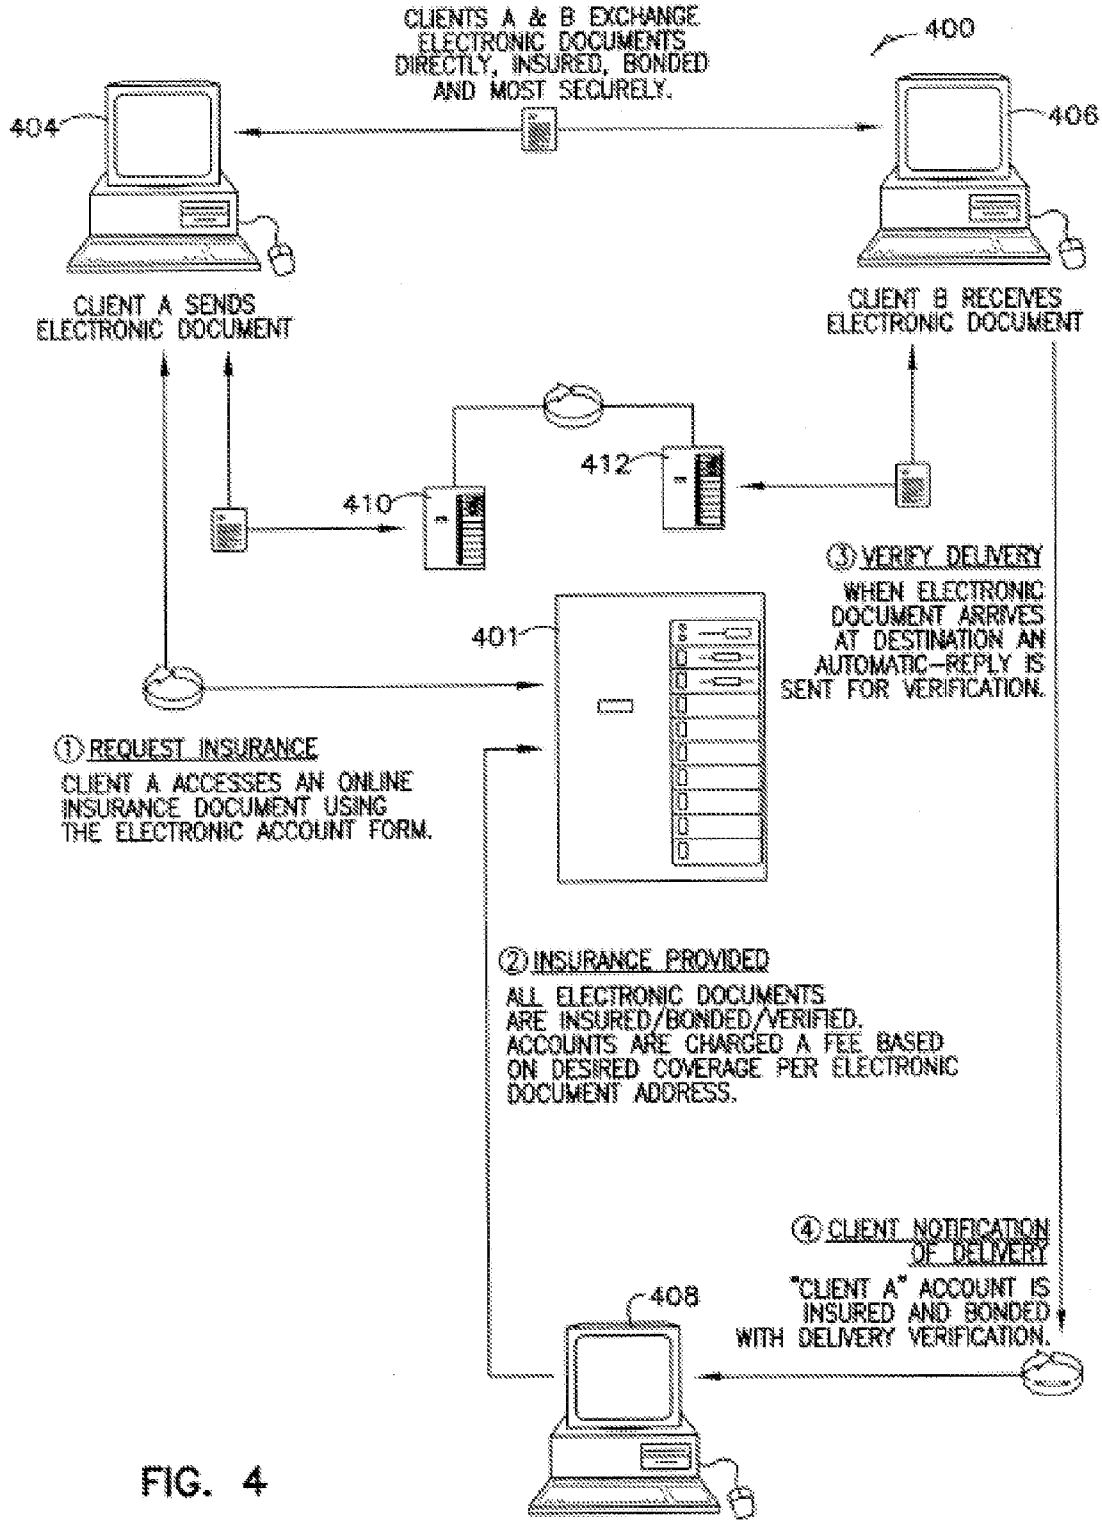 CLIENTS A & B EXCHANGE
ELECTRONIC DOCUMENTS
DIRECTLY, INSURED, BONDED
AND MOST SECURELY.
400
404
406
CLIENT A SENDS
ELECTRONIC DOCUMENT
CLIENT B RECEIVES
ELECTRONIC DOCUMENT
412
410
3 VERIFY DELIVERY
WHEN ELECTRONIC
DOCUMENT ARRIVES
AT DESTINATION AN
AUTOMATIC-REPLY IS
SENT FOR VERIFICATION.
401
1 REQUEST INSURANCE
CLIENT A ACCESSES AN ONLINE
INSURANCE DOCUMENT USING
THE ELECTRONIC ACCOUNT FORM.
2 INSURANCE PROVIDED
ALL ELECTRONIC DOCUMENTS
ARE INSURED/BONDED/VERIFIED.
ACCOUNTS ARE CHARGED A FEE BASED
ON DESIRED COVERAGE PER ELECTRONIC
DOCUMENT ADDRESS.
4 CLIENT NOTIFICATION
OF DELIVERY
"CLIENT A" ACCOUNT IS
INSURED AND BONDED
WITH DELIVERY VERIFICATION.
408
FIG. 4